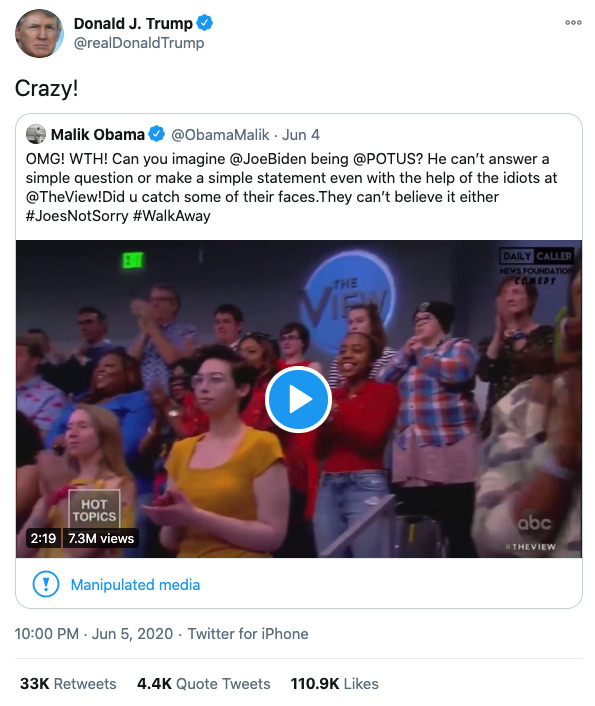 Donald J. Trump
@realDonaldTrump
Crazy!
Malik Obama @ObamaMalik · Jun 4
OMG! WTH! Can you imagine @JoeBiden being @POTUS? He can’t answer a
simple question or make a simple statement even with the help of the idiots at
@TheView!Did u catch some of their faces.They can’t believe it either
#JoesNotSorry #WalkAway
DAILY CALLER
NEWS FOUNDATION
COMEDY
THE
VIEW
HOT
TOPICS
2:19 7.3M views
abc
#THEVIEW
Manipulated media
10:00 PM · Jun 5, 2020 · Twitter for iPhone
33K Retweets 4.4K Quote Tweets 110.9K Likes